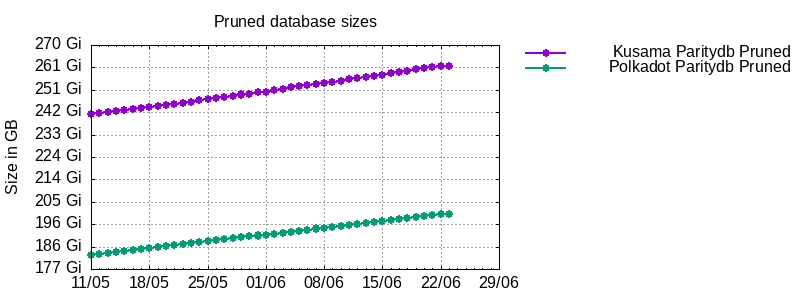 Pruned database sizes
270 Gi
261 Gi
251 Gi
242 Gi
233 Gi
224 Gi
214 Gi
205 Gi
196 Gi
186 Gi
177 Gi
Size in GB
11/05 18/05 25/05 01/06 08/06 15/06 22/06 29/06
Kusama Paritydb Pruned
Polkadot Paritydb Pruned